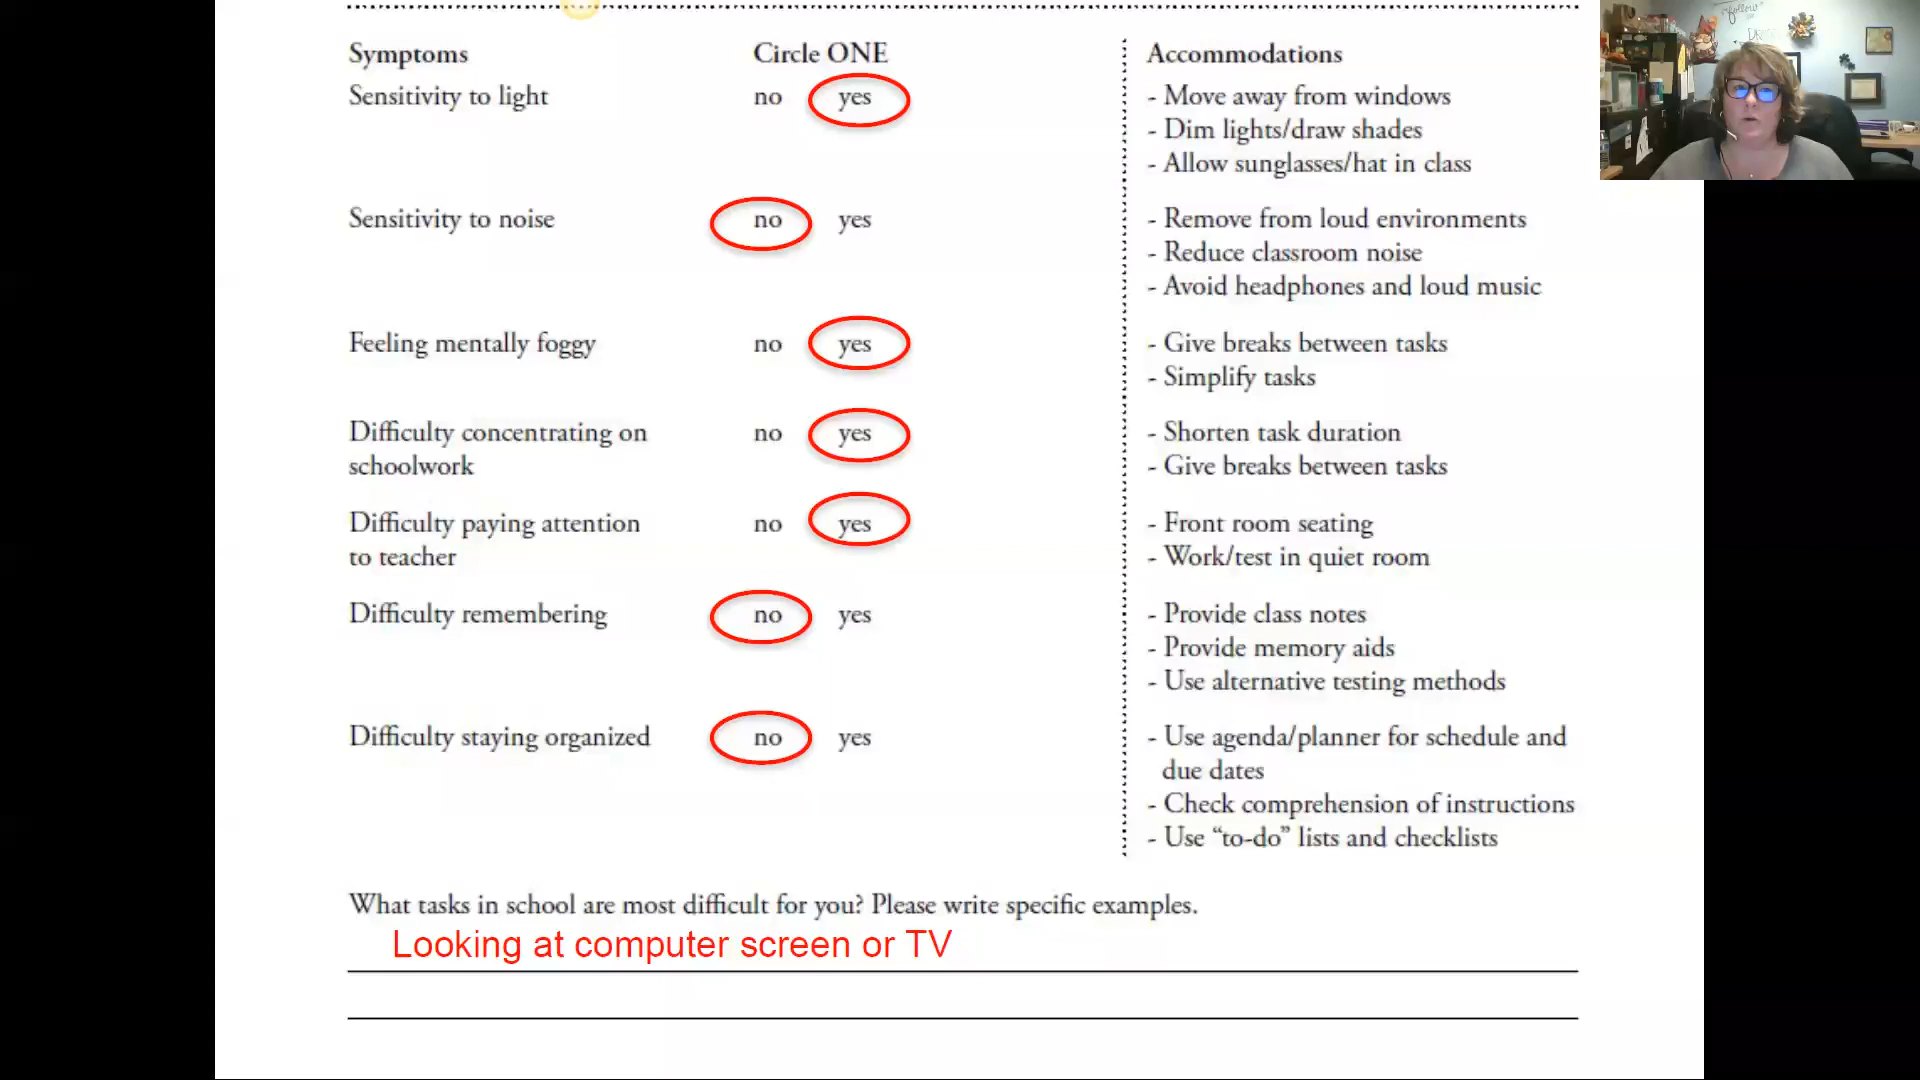 Symptoms Circle ONE Accommodations
Sensitivity to light no yes - Move away from windows
- Dim lights/draw shades
- Allow sunglasses/hat in class
Sensitivity to noise no yes - Remove from loud environments
- Reduce classroom noise
- Avoid headphones and loud music
Feeling mentally foggy no yes - Give breaks between tasks
- Simplify tasks
Difficulty concentrating on no yes - Shorten task duration
schoolwork - Give breaks between tasks
Difficulty paying attention no yes - Front room seating
to teacher - Work/test in quiet room
Difficulty remembering no yes - Provide class notes
- Provide memory aids
- Use alternative testing methods
Difficulty staying organized no yes - Use agenda/planner for schedule and
due dates
- Check comprehension of instructions
- Use “to-do” lists and checklists
What tasks in school are most difficult for you? Please write specific examples.
Looking at computer screen or TV
follow